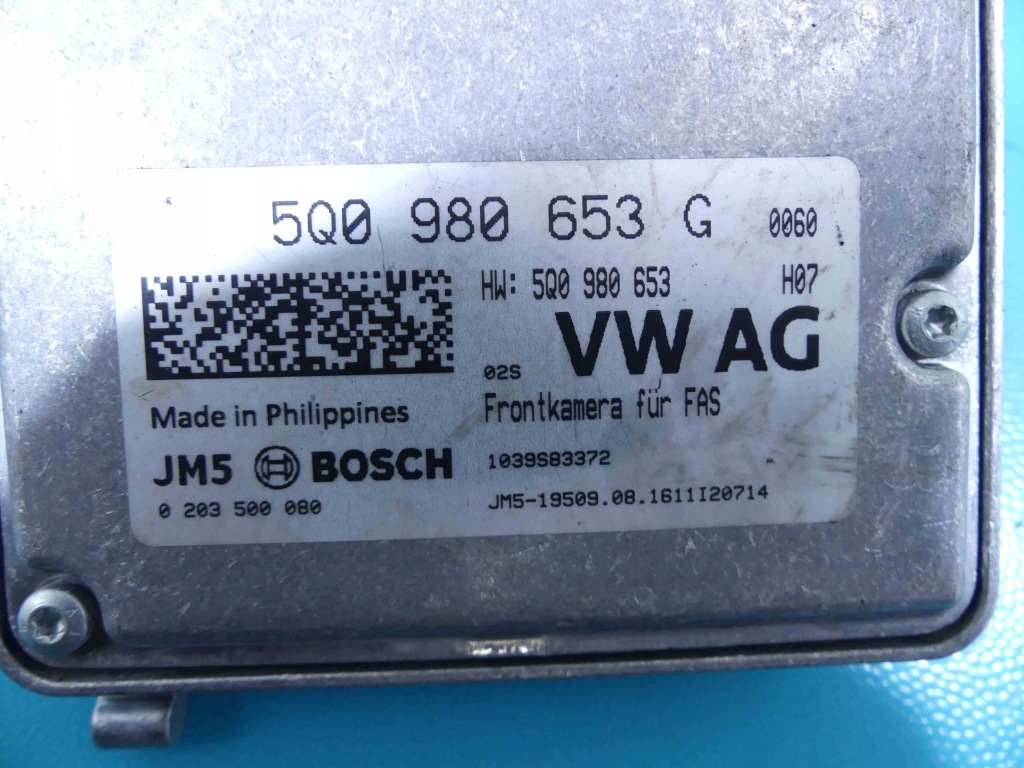 5Q0 980 653 G 0060
HW: 5Q0 980 653 H07
02S VW AG
Made in Philippines
Frontkamera für FAS
JM5 BOSCH
1039S83372
0 203 500 080
JM5-19509.08.1611I20714